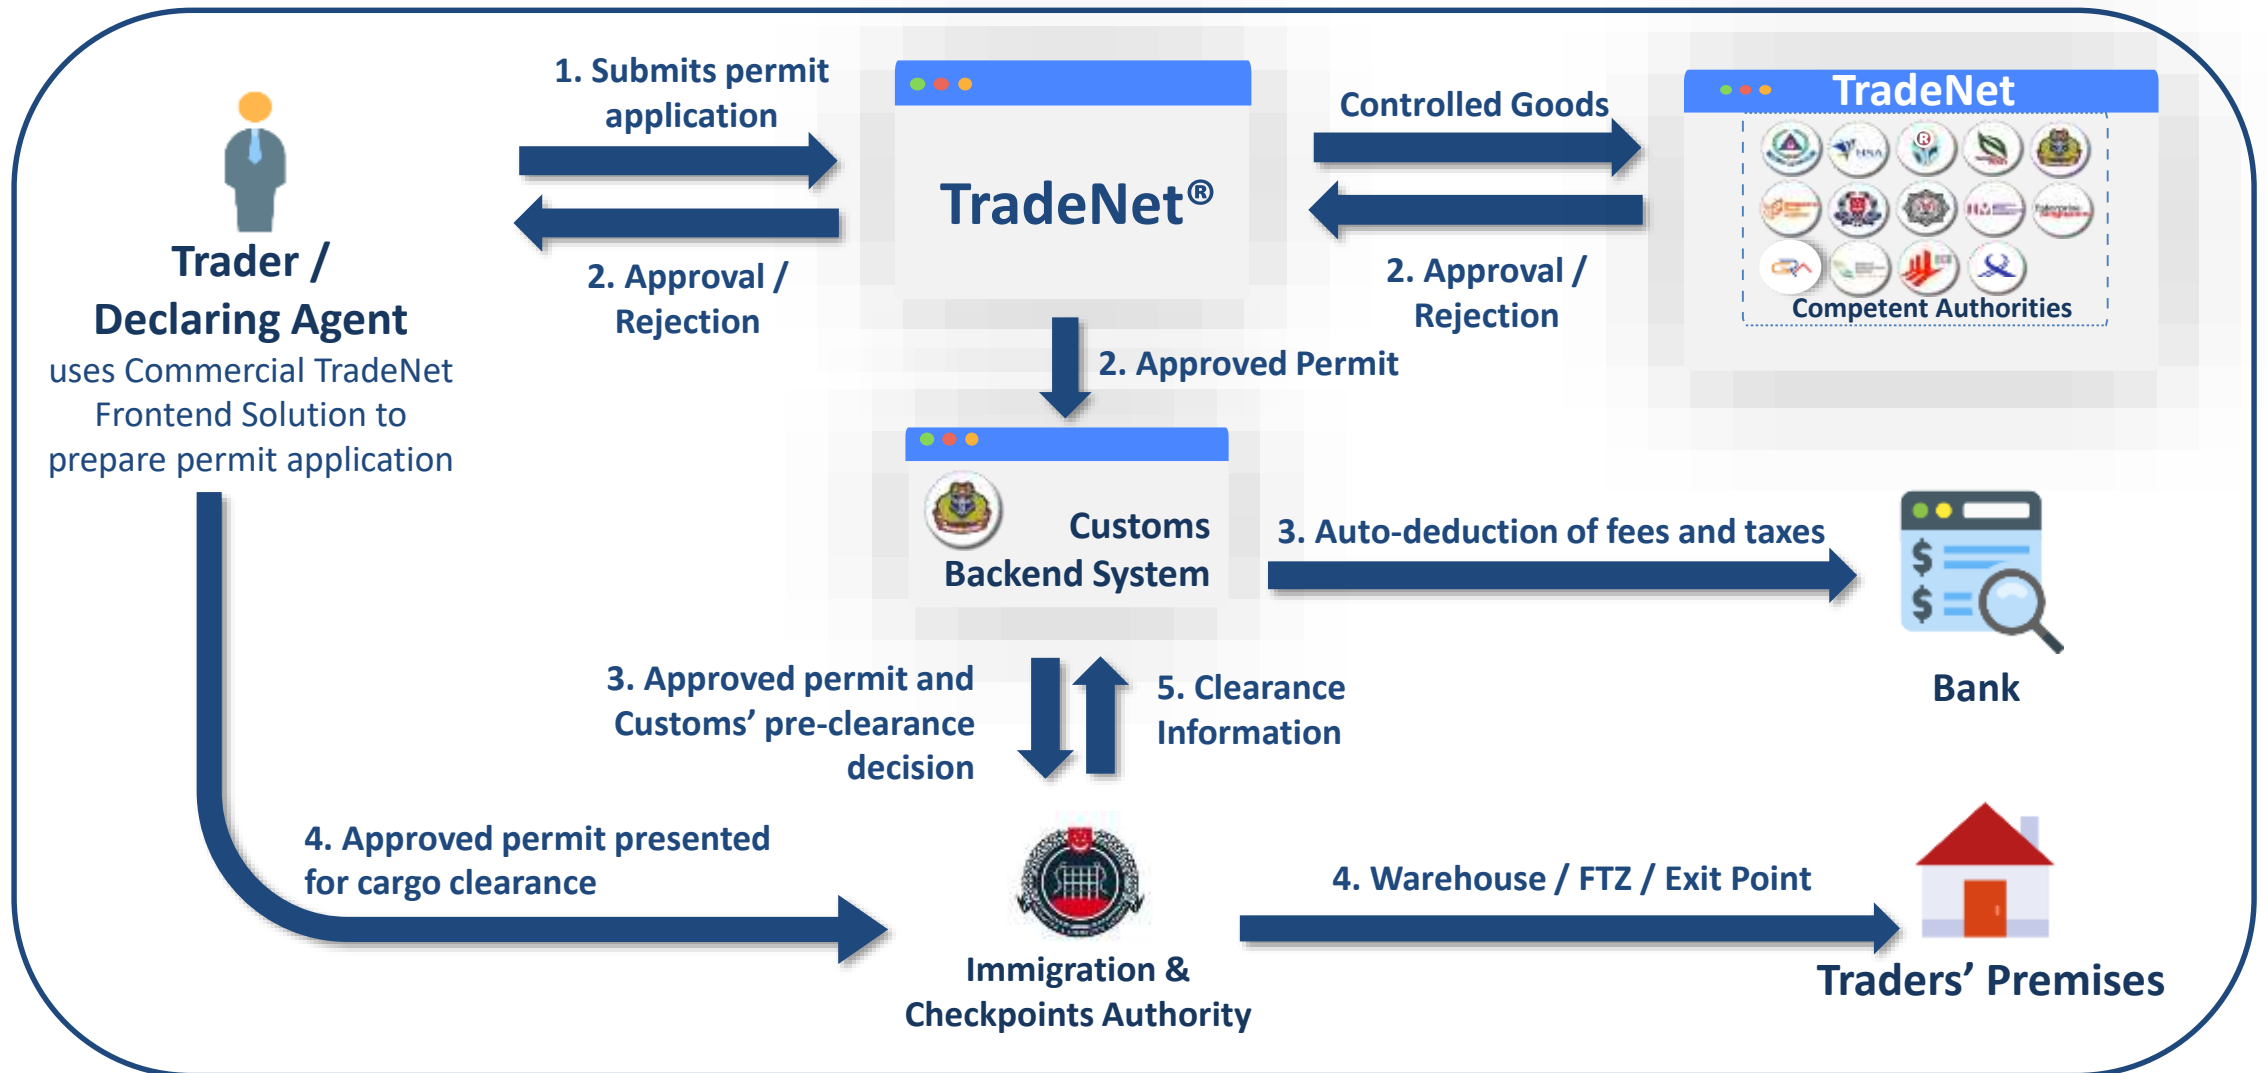 1. Submits permit
application
TradeNet®
Controlled Goods
TradeNet
HSA
Competent Authorities
2. Approval /
Rejection
2. Approval /
Rejection
Trader /
Declaring Agent
uses Commercial TradeNet
Frontend Solution to
prepare permit application
2. Approved Permit
Customs
Backend System
3. Auto-deduction of fees and taxes
$
$
Bank
3. Approved permit and
Customs’ pre-clearance
decision
5. Clearance
Information
4. Approved permit presented
for cargo clearance
Immigration &
Checkpoints Authority
4. Warehouse / FTZ / Exit Point
Traders’ Premises